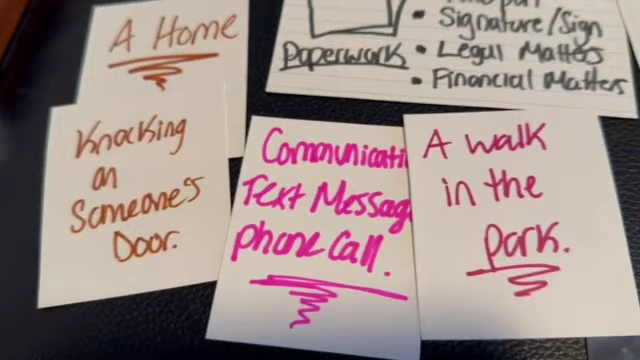 A Home
Signature/Sign
Paperwork
Legal Matters
Financial Matters
Knocking
on
Someone's
Door.
Text
Phone Call.
A walk
in the
park.